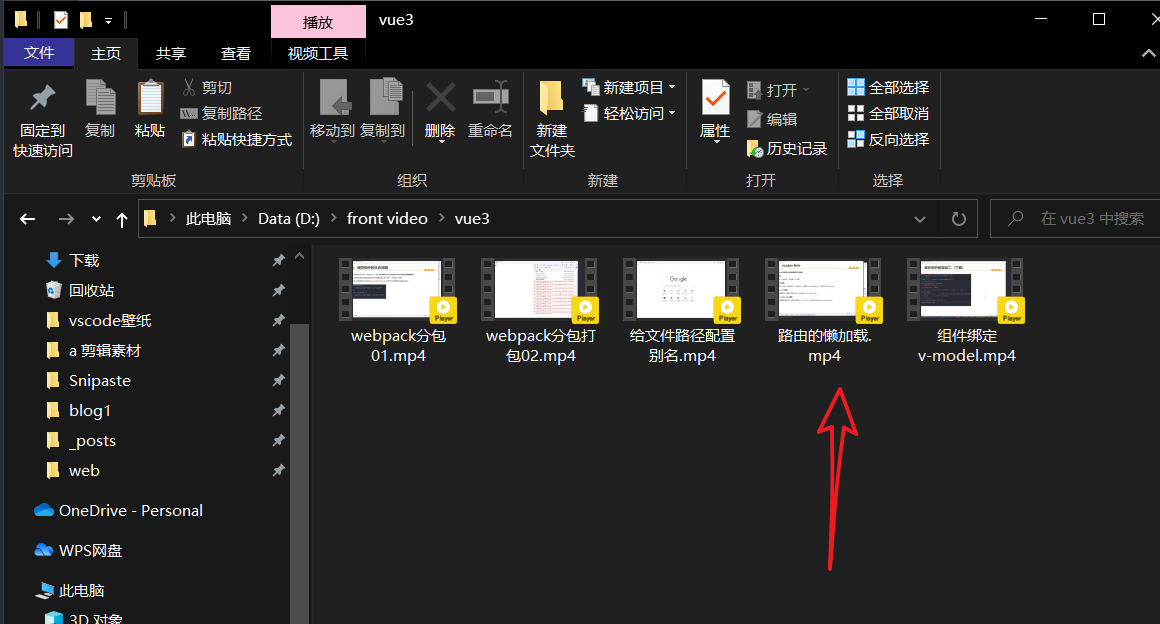 播放
vue3
文件
主页
共享
查看
视频工具
固定到
快速访问
复制
粘贴
剪切
复制路径
粘贴快捷方式
剪贴板
移动到
复制到
删除
重命名
组织
新建
文件夹
新建项目
轻松访问
新建
属性
打开
编辑
历史记录
打开
全部选择
全部取消
反向选择
选择
此电脑
Data (D:)
front video
vue3
在 vue3 中搜索
下载
回收站
vscode壁纸
a 剪辑素材
Snipaste
blog1
_posts
web
OneDrive - Personal
WPS网盘
此电脑
3D 对象
Player
webpack分包
01.mp4
Player
webpack分包打
包02.mp4
Google
Player
给文件路径配置
别名.mp4
Player
路由的懒加载.
mp4
Player
组件绑定
v-model.mp4